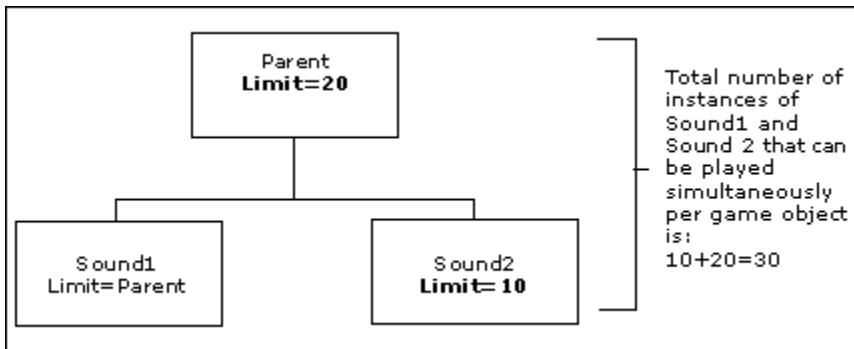 Parent
Limit=20
Sound1
Limit=Parent
Sound2
Limit=10
Total number of
instances of
Sound1 and
Sound 2 that can
be played
simultaneously
per game object
is:
10+20=30